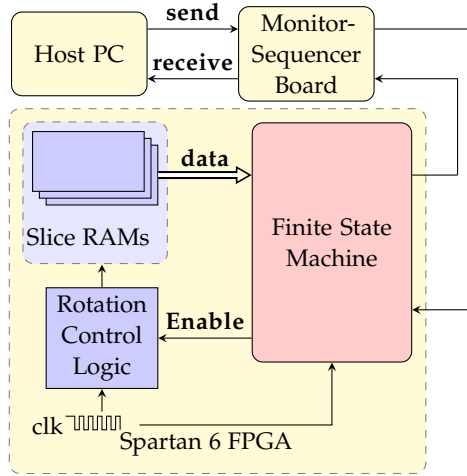 send
Host PC
receive
Monitor-
Sequencer
Board
data
Slice RAMs
Finite State
Machine
Rotation
Control
Logic
Enable
clk
Spartan 6 FPGA